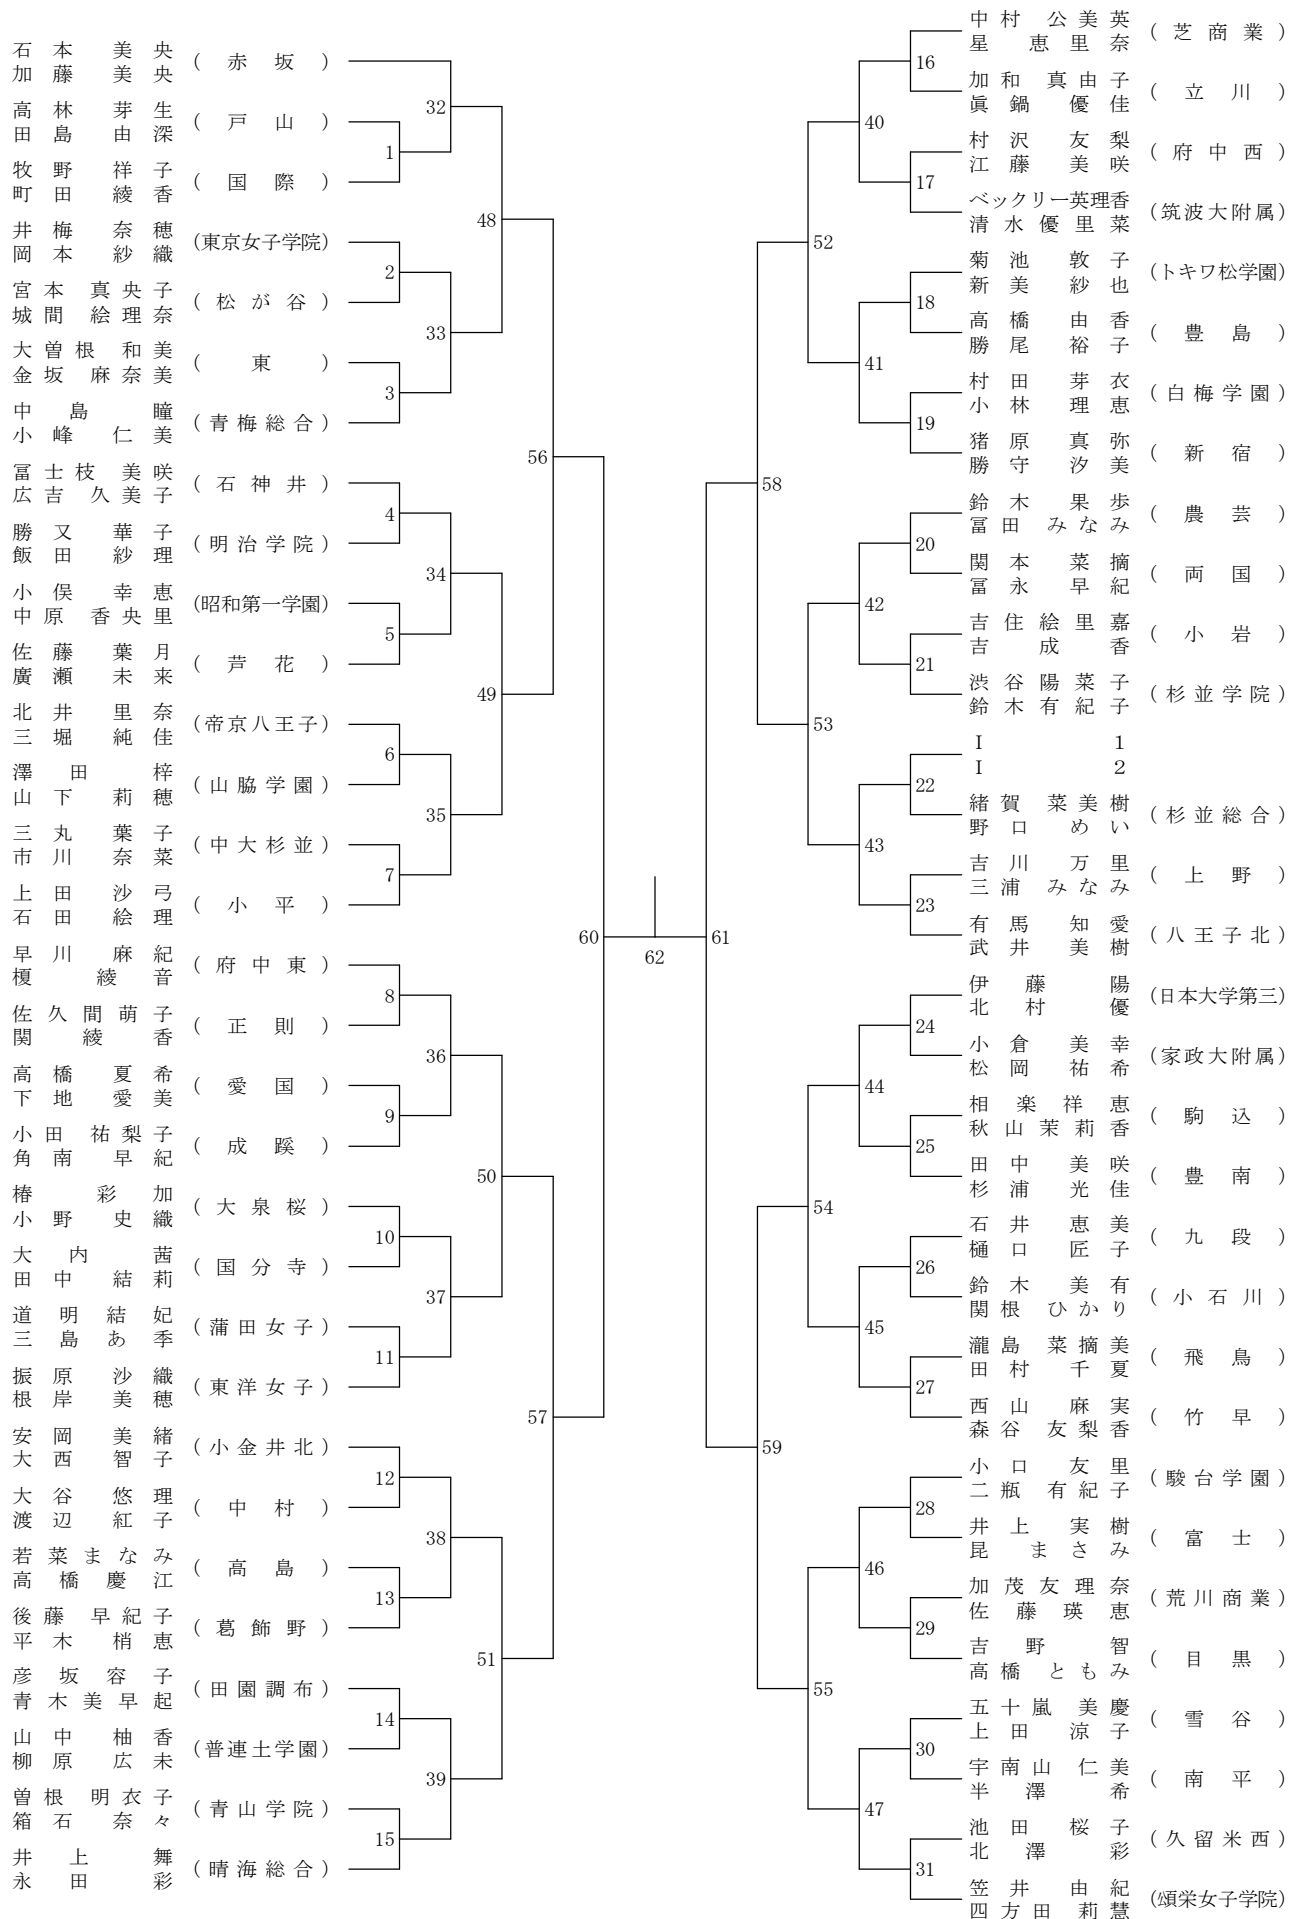 石本 美央
加藤 美央
(赤坂)
32
高林 芽生
田島 由深
(戸山)
1
牧野 祥子
町田 綾香
(国際)
48
井梅 奈穂
岡本 紗織
(東京女子学院)
2
宮本 真央子
城間 絵理奈
(松が谷)
33
大曽根 和美
金坂 麻奈美
(東)
3
中島 瞳
小峰 仁美
(青梅総合)
56
冨士枝 美咲
広吉 久美子
(石神井)
4
勝又 華子
飯田 紗理
(明治学院)
34
小俣 幸恵
中原 香央里
(昭和第一学園)
5
佐藤 葉月
廣瀬 未来
(芦花)
49
北井 里奈
三堀 純佳
(帝京八王子)
6
澤田 梓
山下 莉穂
(山脇学園)
35
三丸 葉子
市川 奈菜
(中大杉並)
7
上田 沙弓
石田 絵理
(小平)
60
早川 麻紀
榎 綾音
(府中東)
8
佐久間萌子
関 綾香
(正則)
36
高橋 夏希
下地 愛美
(愛国)
9
小田 祐梨子
角南 早紀
(成蹊)
50
椿 彩加
小野 史織
(大泉桜)
10
大内 茜
田中 結莉
(国分寺)
37
道明結妃
三島あ季
(蒲田女子)
11
振原 沙織
根岸 美穂
(東洋女子)
57
安岡 美緒
大西 智子
(小金井北)
12
大谷 悠理
渡辺 紅子
(中村)
38
若菜まなみ
高橋慶江
(高島)
13
後藤 早紀子
平木 梢恵
(葛飾野)
51
彦坂容子
青木美早起
(田園調布)
14
山中 柚香
柳原 広未
(普連土学園)
39
曽根 明衣子
箱石 奈々
(青山学院)
15
井上 舞
永田 彩
(晴海総合)
62
中村 公美英
星 恵里奈
(芝商業)
16
加和 真由子
眞鍋 優佳
(立川)
40
村沢 友梨
江藤 美咲
(府中西)
17
ベックリー英理香
清水優里菜
(筑波大附属)
52
菊池 敦子
新美 紗也
(トキワ松学園)
18
高橋 由香
勝尾 裕子
(豊島)
41
村田 芽衣
小林 理恵
(白梅学園)
19
猪原 真弥
勝守 汐美
(新宿)
58
鈴木 果歩
冨田 みなみ
(農芸)
20
関本 菜摘
冨永 早紀
(両国)
42
吉住絵里嘉
吉成香
(小岩)
21
渋谷陽菜子
鈴木有紀子
(杉並学院)
53
I 1
I 2
22
緒賀 菜美樹
野口 めい
(杉並総合)
43
吉川 万里
三浦 みなみ
(上野)
23
有馬 知愛
武井 美樹
(八王子北)
61
伊藤 陽
北村 優
(日本大学第三)
24
小倉 美幸
松岡 祐希
(家政大附属)
44
相楽祥恵
秋山茉莉香
(駒込)
25
田中 美咲
杉浦 光佳
(豊南)
54
石井 恵美
樋口 匠子
(九段)
26
鈴木 美有
関根 ひかり
(小石川)
45
瀧島 菜摘美
田村 千夏
(飛鳥)
27
西山 麻実
森谷 友梨香
(竹早)
59
小口 友里
二瓶 有紀子
(駿台学園)
28
井上 実樹
昆 まさみ
(富士)
46
加茂友理奈
佐藤瑛恵
(荒川商業)
29
吉野 智
高橋 ともみ
(目黒)
55
五十嵐 美慶
上田 涼子
(雪谷)
30
宇南山 仁美
半澤 希
(南平)
47
池田 桜子
北澤 彩
(久留米西)
31
笠井 由紀
四方田 莉慧
(頌栄女子学院)